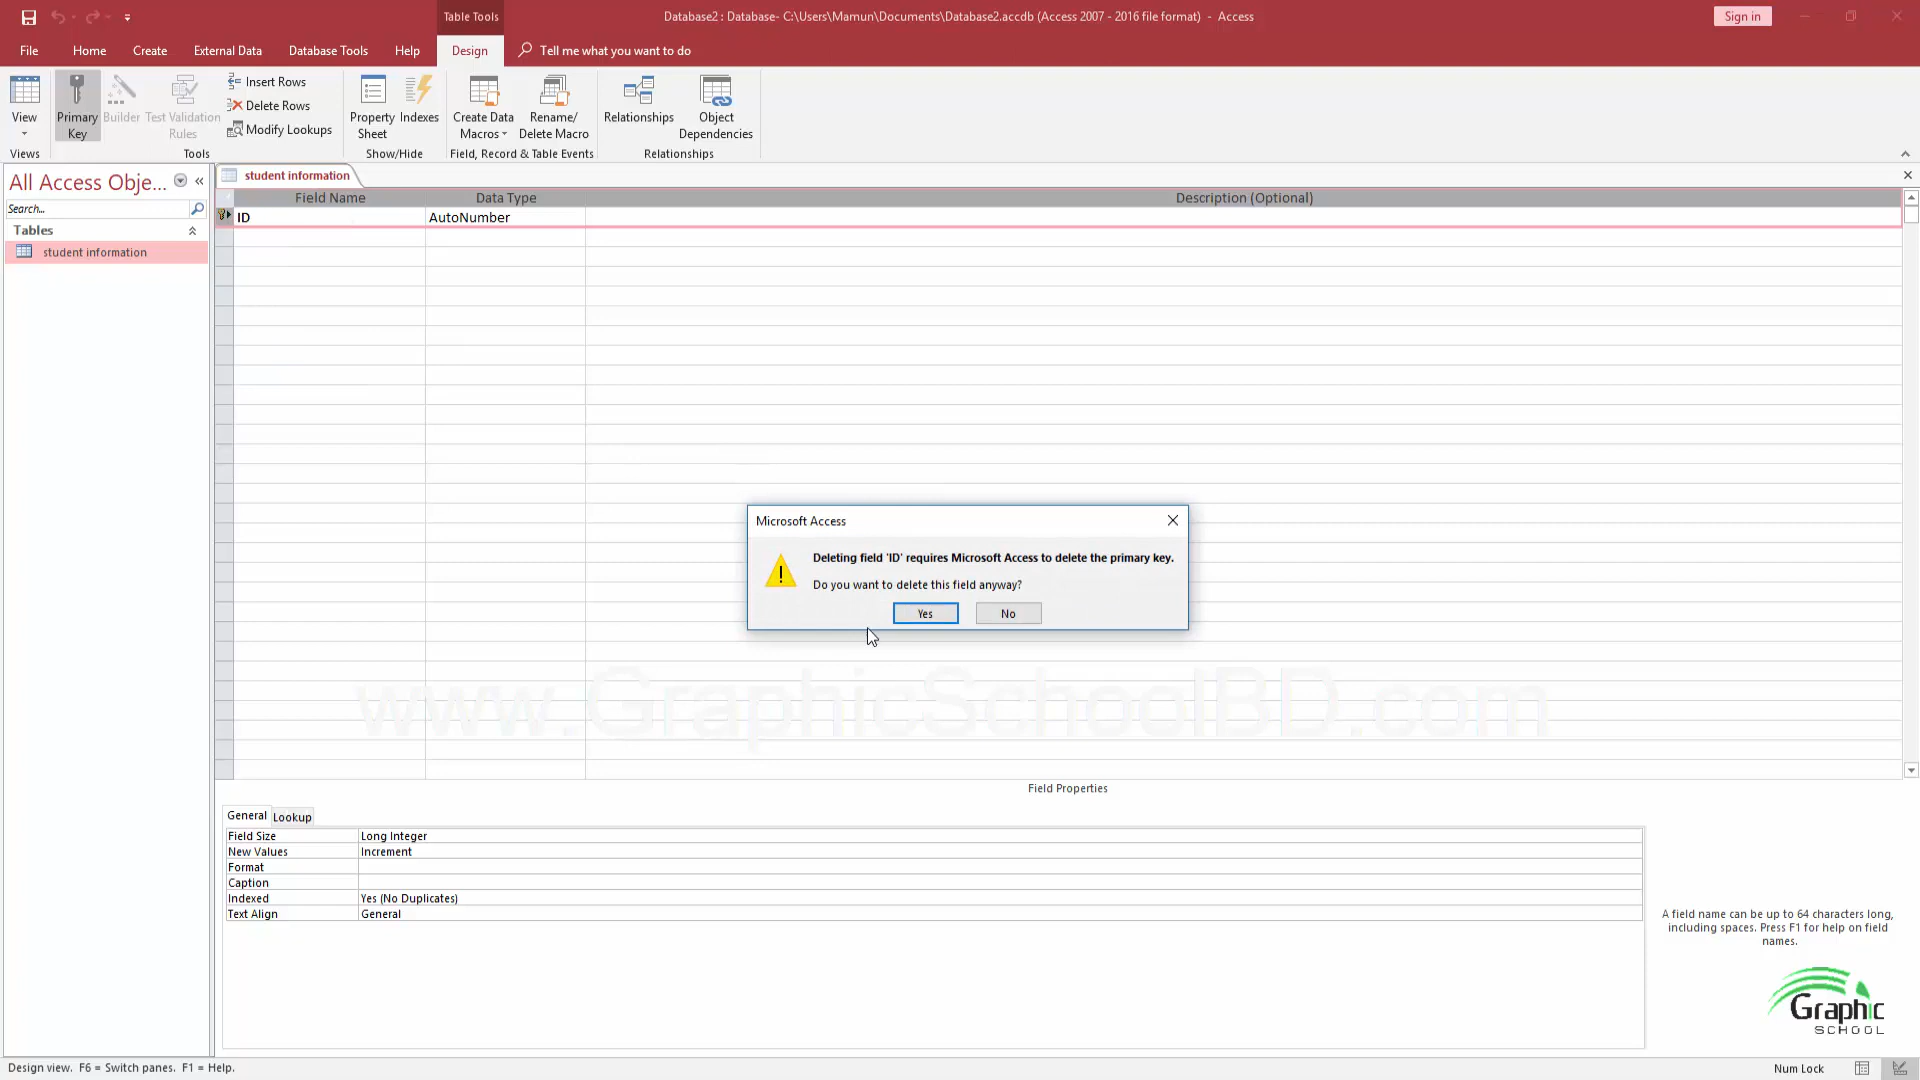 Table Tools
Database2 : Database- C:\Users\Mamun\Documents\Database2.accdb (Access 2007 - 2016 file format) - Access
Sign in
File Home Create External Data Database Tools Help Design Tell me what you want to do
View
Views
Primary
Key
Builder
Test Validation
Rules
Insert Rows
Delete Rows
Modify Lookups
Tools
Property
Sheet
Indexes
Show/Hide
Create Data
Macros
Rename/
Delete Macro
Field, Record & Table Events
Relationships
Object
Dependencies
Relationships
All Access Obje...
Search...
Tables
student information
student information
Field Name Data Type Description (Optional)
ID AutoNumber
Microsoft Access
Deleting field 'ID' requires Microsoft Access to delete the primary key.
Do you want to delete this field anyway?
Yes No
www.GraphicSchoolBD.com
Field Properties
General Lookup
Field Size Long Integer
New Values Increment
Format
Caption
Indexed Yes (No Duplicates)
Text Align General
A field name can be up to 64 characters long,
including spaces. Press F1 for help on field
names.
Graphic
SCHOOL
Design view. F6 = Switch panes. F1 = Help.
Num Lock